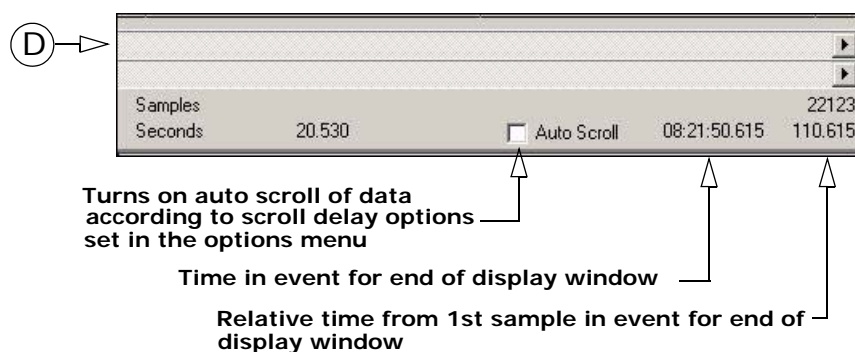 D
Samples 22123
Seconds 20.530 Auto Scroll 08:21:50.615 110.615
Turns on auto scroll of data
according to scroll delay options
set in the options menu
Time in event for end of display window
Relative time from 1st sample in event for end of
display window